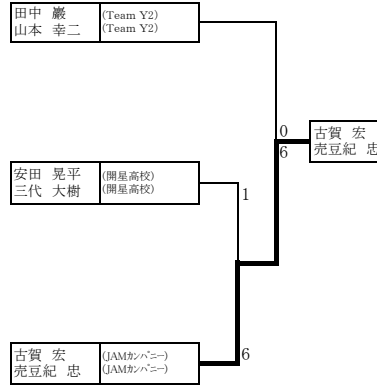 田中 巖 (Team Y2)
山本 幸二 (Team Y2)
0
古賀 宏
6
売豆紀 忠
安田 晃平 (開星高校)
三代 大樹 (開星高校)
1
古賀 宏 (JAMｶﾝﾊﾟﾆｰ)
売豆紀 忠 (JAMｶﾝﾊﾟﾆｰ)
6